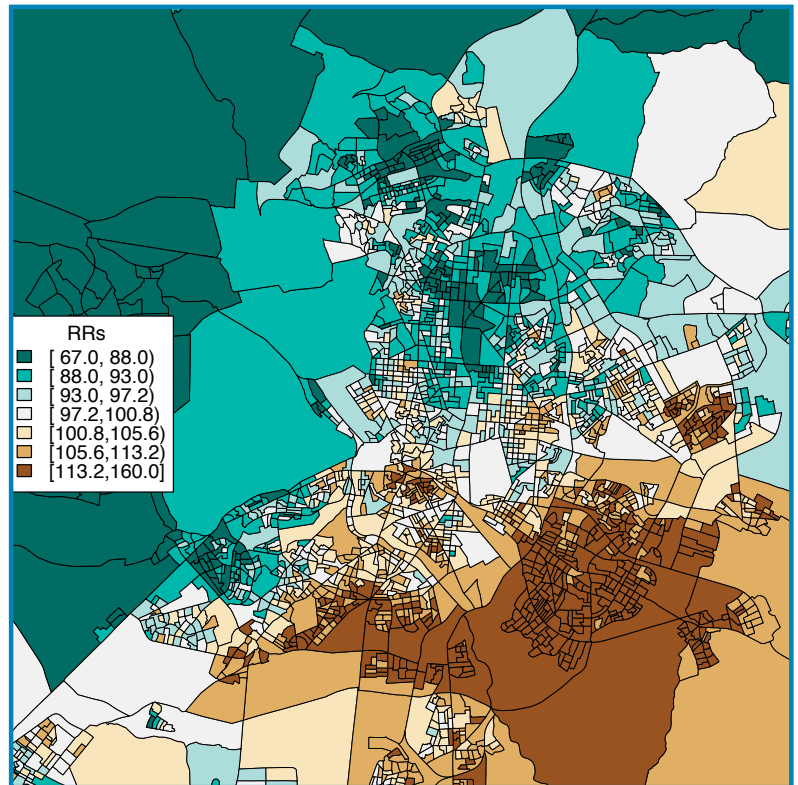 RRs
[ 67.0, 88.0)
[ 88.0, 93.0)
[ 93.0, 97.2)
[ 97.2,100.8)
[100.8,105.6)
[105.6,113.2)
[113.2,160.0]